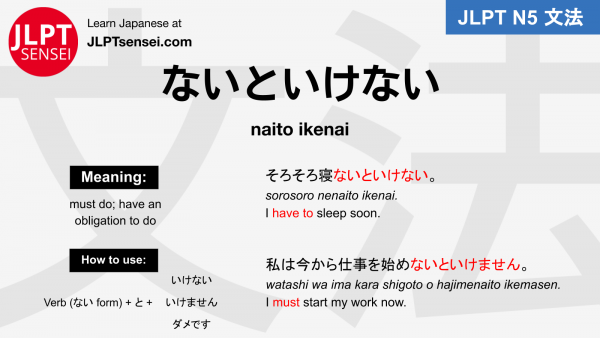 JLPT
SENSEI
Learn Japanese at
JLPTsensei.com
JLPT N5 文法
文法
ないといけない
naito ikenai
Meaning:
must do; have an
obligation to do
How to use:
いけない
Verb (ない form) + と + いけません
ダメです
そろそろ寝ないといけない。
sorosoro nenaito ikenai.
I have to sleep soon.
私は今から仕事を始めないといけません。
watashi wa ima kara shigoto o hajimenaito ikemasen.
I must start my work now.